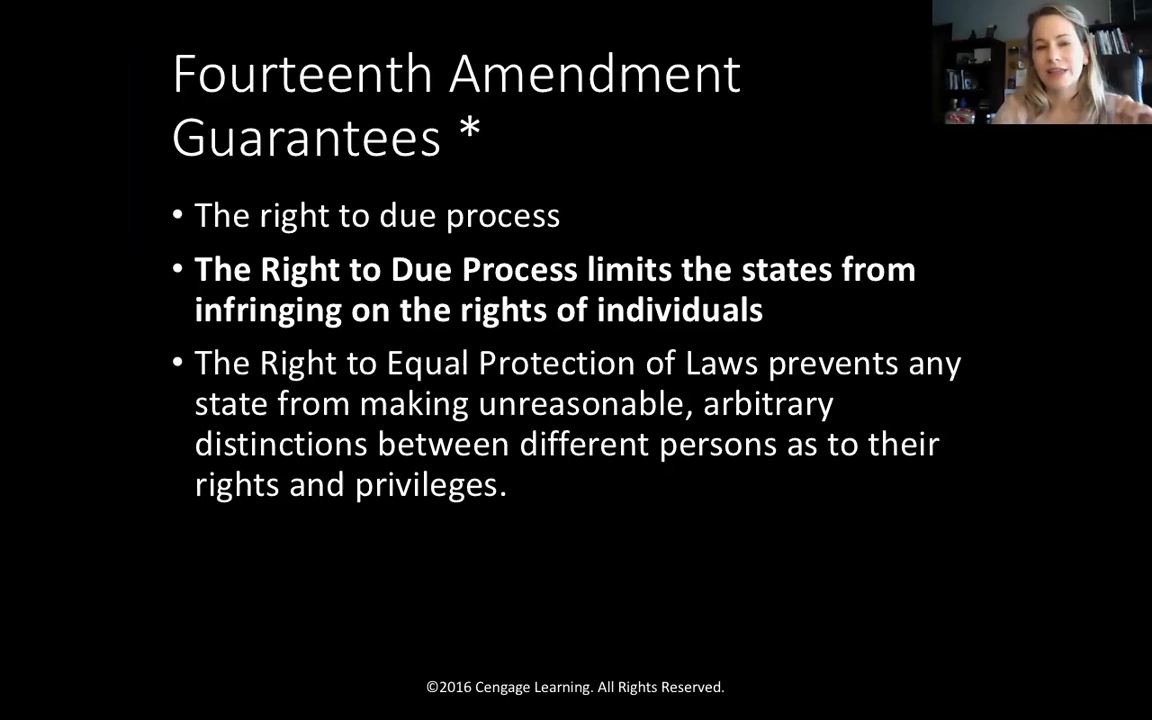 Fourteenth Amendment
Guarantees *
• The right to due process
• The Right to Due Process limits the states from
infringing on the rights of individuals
• The Right to Equal Protection of Laws prevents any
state from making unreasonable, arbitrary
distinctions between different persons as to their
rights and privileges.
©2016 Cengage Learning. All Rights Reserved.